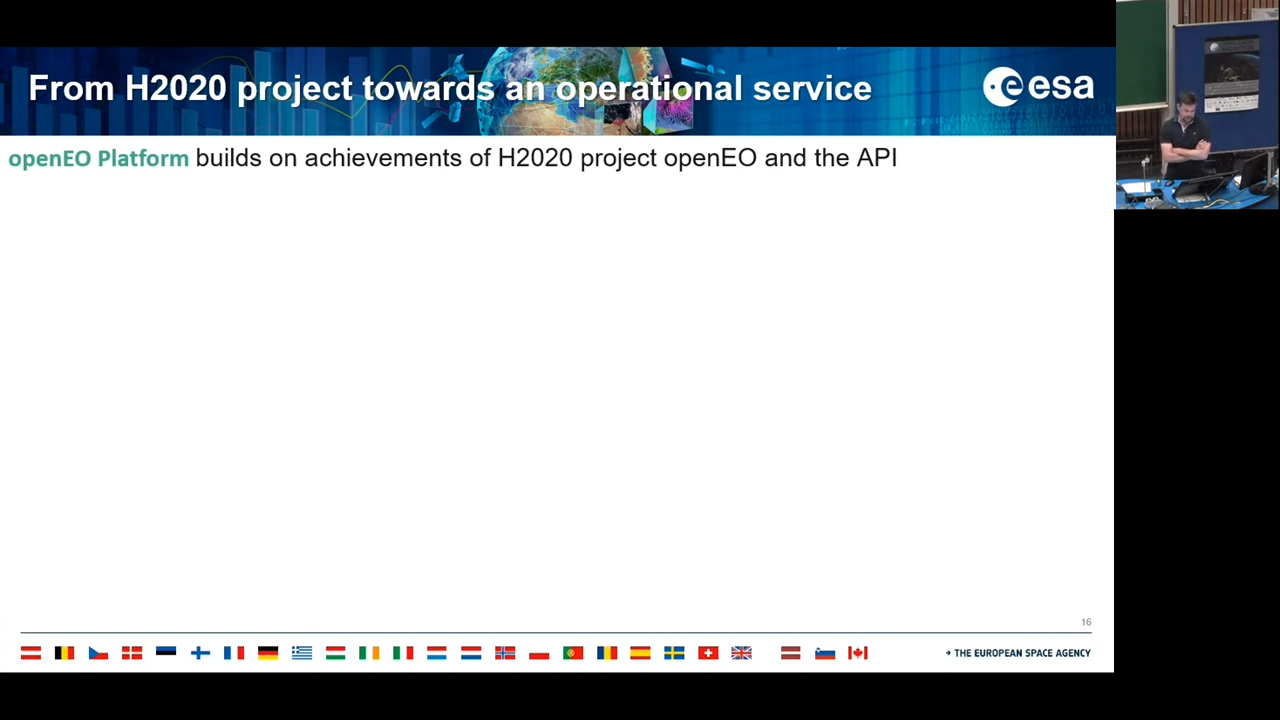 From H2020 project towards an operational service
esa
openEO Platform builds on achievements of H2020 project openEO and the API
16
→ THE EUROPEAN SPACE AGENCY